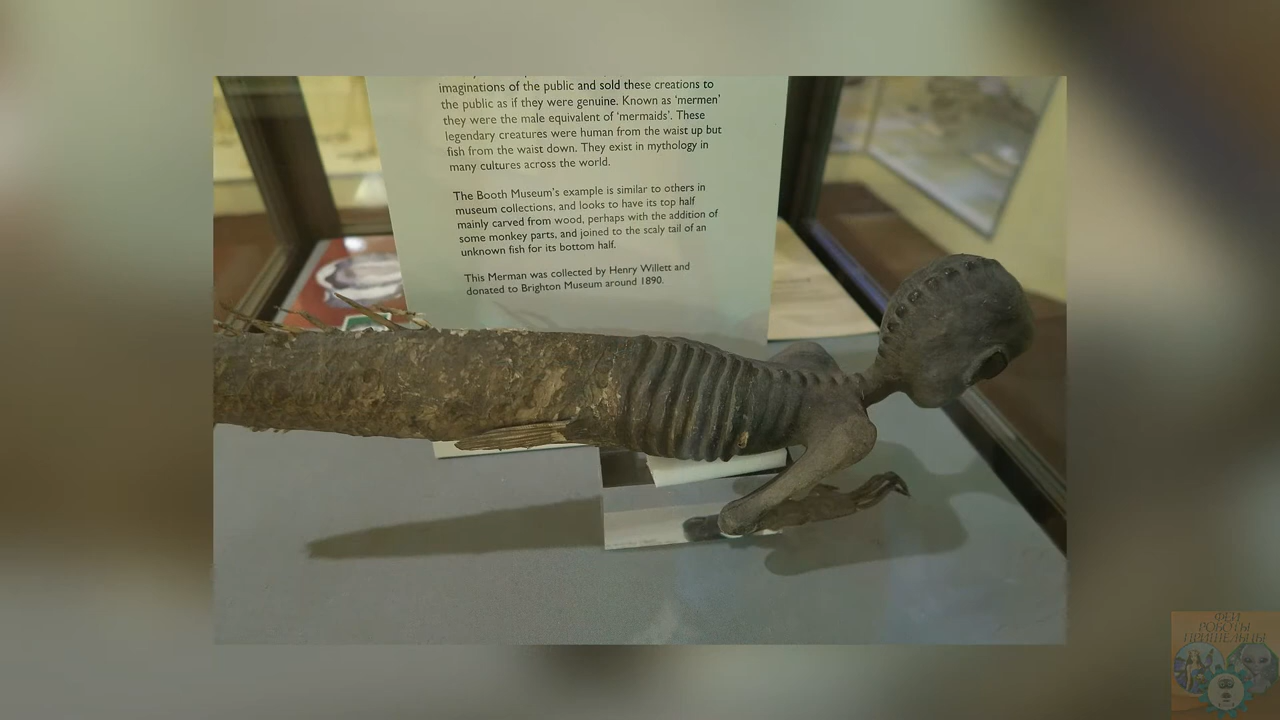 imaginations of the public and sold these creations to
the public as if they were genuine. Known as ‘mermen’
they were the male equivalent of ‘mermaids’. These
legendary creatures were human from the waist up but
fish from the waist down. They exist in mythology in
many cultures across the world.
The Booth Museum’s example is similar to others in
museum collections, and looks to have its top half
mainly carved from wood, perhaps with the addition of
some monkey parts, and joined to the scaly tail of an
unknown fish for its bottom half.
This Merman was collected by Henry Willett and
donated to Brighton Museum around 1890.
ФЕИ
РОБОТЫ
ПРИШЕЛЬЦЫ